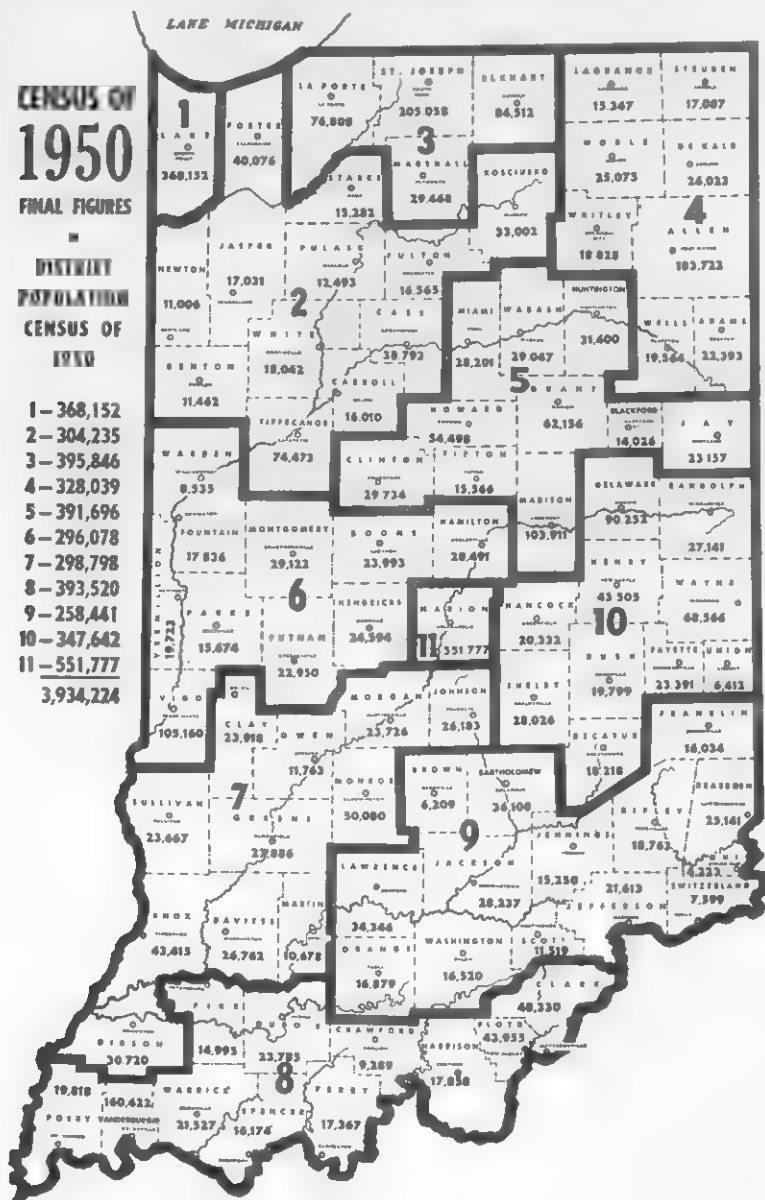 LAKE MICHIGAN
CENSUS OF
1950
FINAL FIGURES
DISTRICT
POPULATION
CENSUS OF
1950
1 – 368,152
2 – 304,235
3 – 395,846
4 – 328,039
5 – 391,696
6 – 296,078
7 – 298,798
8 – 393,520
9 – 258,441
10 – 347,642
11 – 551,777
3,934,224
1
LAKE
368,152
PORTER
40,076
LA PORTE
76,808
ST. JOSEPH
205,058
ELKHART
84,512
3
MARSHALL
29,468
LAGRANGE
15,347
STEUBEN
17,087
NOBLE
25,075
DE KALB
26,023
4
WHITLEY
18 828
ALLEN
183,722
WELLS
19,564
ADAMS
22,393
STARKE
15,282
KOSCIUSKO
33,002
NEWTON
11,006
JASPER
17,031
PULASKI
12,493
FULTON
16,565
2
WHITE
18,042
CASS
28,793
BENTON
11,462
CARROLL
16,010
TIPPECANOE
74,473
MIAMI
28,201
WABASH
29,047
HUNTINGTON
31,400
5
GRANT
62,156
HOWARD
54,498
BLACKFORD
14,026
JAY
23 157
CLINTON
29 734
TIPTON
15,566
MADISON
103,911
WARREN
8,535
FOUNTAIN
17 836
MONTGOMERY
29,122
BOONE
23,993
HAMILTON
28,491
VERMILLION
19,723
PARKE
15,674
6
PUTNAM
22,950
HENDRICKS
24,594
VIGO
105,160
MARION
11
551 777
DELAWARE
90,252
RANDOLPH
27,141
HENRY
45 505
WAYNE
68,566
HANCOCK
20,332
10
RUSH
19,799
FAYETTE
23 391
UNION
6,412
SHELBY
28,026
DECATUR
18 218
FRANKLIN
16,034
CLAY
23,918
OWEN
11,763
MORGAN
23,726
JOHNSON
26,183
7
SULLIVAN
23,667
GREENE
27,886
MONROE
50,080
KNOX
43,415
DAVIESS
26,762
MARTIN
10,678
GIBSON
30,720
BROWN
6,209
BARTHOLOMEW
36,108
9
DEARBORN
25,141
RIPLEY
18,763
JENNINGS
15,250
OHIO
4,223
SWITZERLAND
7,599
LAWRENCE
34,346
JACKSON
28,237
21,613
JEFFERSON
ORANGE
16,879
WASHINGTON
16,520
SCOTT
11,519
CLARK
48,330
PIKE
14,995
DUBOIS
23,785
CRAWFORD
9,289
HARRISON
17,858
FLOYD
43,955
8
19,818
POSEY
160,422
VANDERBURGH
WARRICK
21,527
SPENCER
16,174
PERRY
17,367